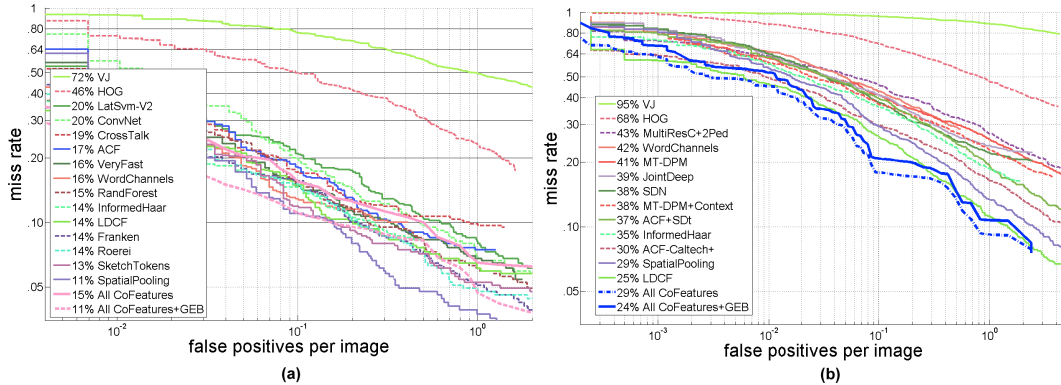 1
.80
.64
.50
.40
.30
.20
.10
.05
miss rate
72% VJ
46% HOG
20% LatSvm-V2
20% ConvNet
19% CrossTalk
17% ACF
16% VeryFast
16% WordChannels
15% RandForest
14% InformedHaar
14% LDCF
14% Franken
14% Roerei
13% SketchTokens
11% SpatialPooling
15% All CoFeatures
11% All CoFeatures+GEB
10-2
10-1
100
false positives per image
(a)
1
.80
.64
.50
.40
.30
.20
.10
.05
miss rate
95% VJ
68% HOG
43% MultiResC+2Ped
42% WordChannels
41% MT-DPM
39% JointDeep
38% SDN
38% MT-DPM+Context
37% ACF+SDt
35% InformedHaar
30% ACF-Caltech+
29% SpatialPooling
25% LDCF
29% All CoFeatures
24% All CoFeatures+GEB
10-3
10-2
10-1
100
false positives per image
(b)